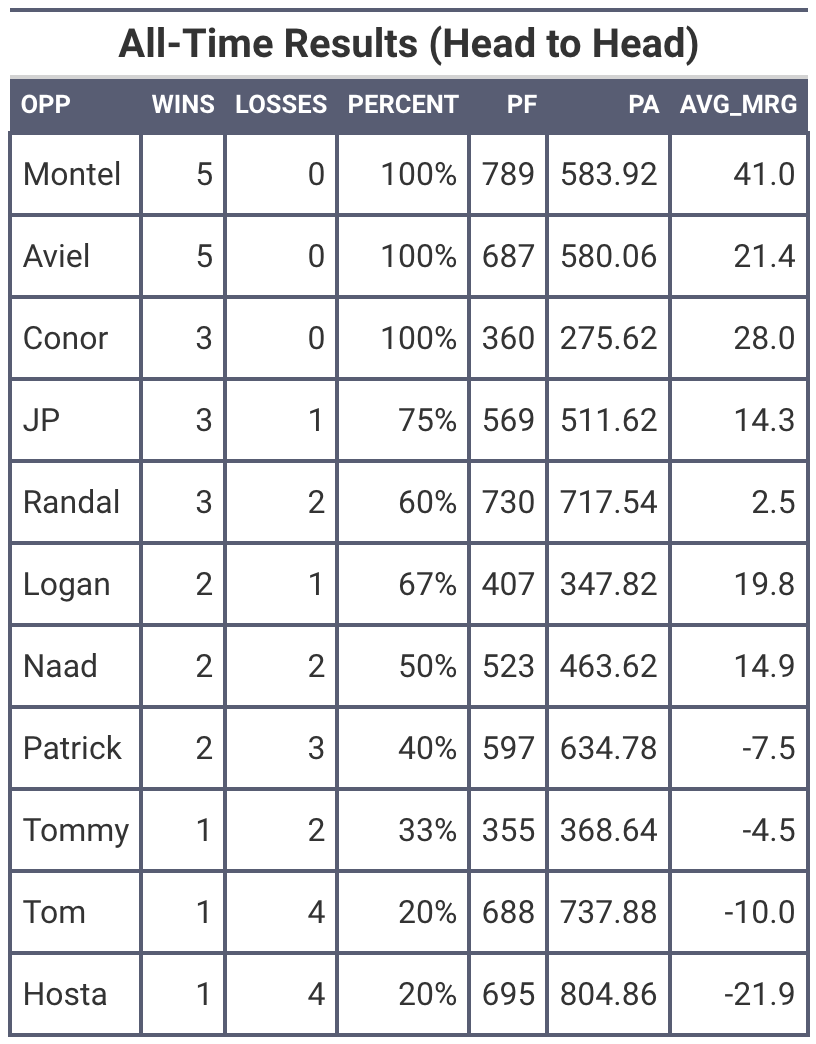 All-Time Results (Head to Head)
OPP WINS LOSSES PERCENT PF PA AVG_MRG
Montel 5 0 100% 789 583.92 41.0
Aviel 5 0 100% 687 580.06 21.4
Conor 3 0 100% 360 275.62 28.0
JP 3 1 75% 569 511.62 14.3
Randal 3 2 60% 730 717.54 2.5
Logan 2 1 67% 407 347.82 19.8
Naad 2 2 50% 523 463.62 14.9
Patrick 2 3 40% 597 634.78 -7.5
Tommy 1 2 33% 355 368.64 -4.5
Tom 1 4 20% 688 737.88 -10.0
Hosta 1 4 20% 695 804.86 -21.9